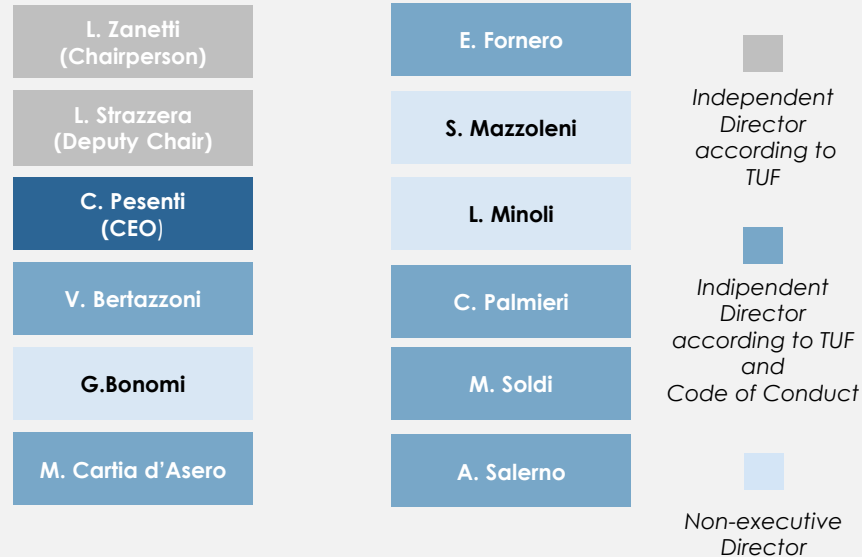 L. Zanetti
(Chairperson)
L. Strazzera
(Deputy Chair)
C. Pesenti
(CEO)
V. Bertazzoni
G.Bonomi
M. Cartia d'Asero
E. Fornero
S. Mazzoleni
L. Minoli
C. Palmieri
M. Soldi
A. Salerno
Independent
Director
according to
TUF
Indipendent
Director
according to TUF
and
Code of Conduct
Non-executive
Director